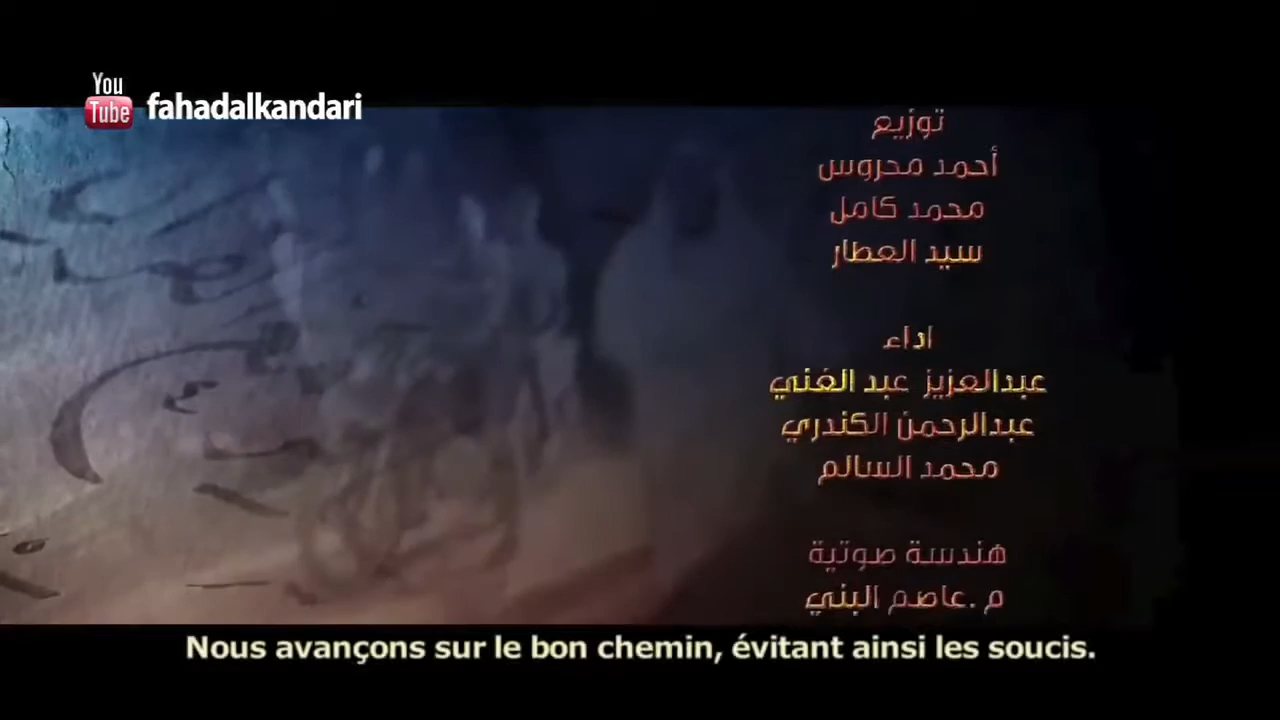 You
Tube fahadalkandari
توزيع
أحمد محروس
محمد كامل
سيد العطار
اداء
عبدالعزيز عبد الغني
عبدالرحمن الكندري
محمد السالم
هندسة صوتية
م .عاصم البني
Nous avançons sur le bon chemin, évitant ainsi les soucis.